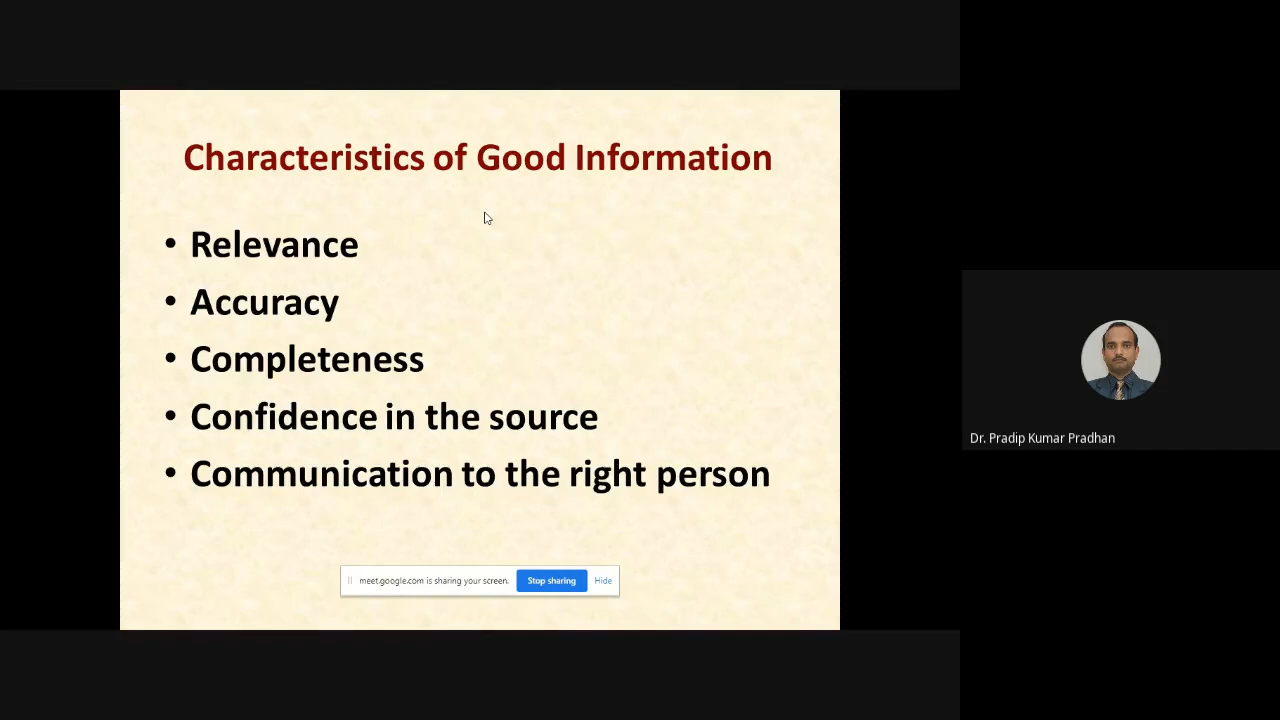 Characteristics of Good Information
• Relevance
• Accuracy
• Completeness
• Confidence in the source
• Communication to the right person
meet.google.com is sharing your screen. Stop sharing Hide
Dr. Pradip Kumar Pradhan